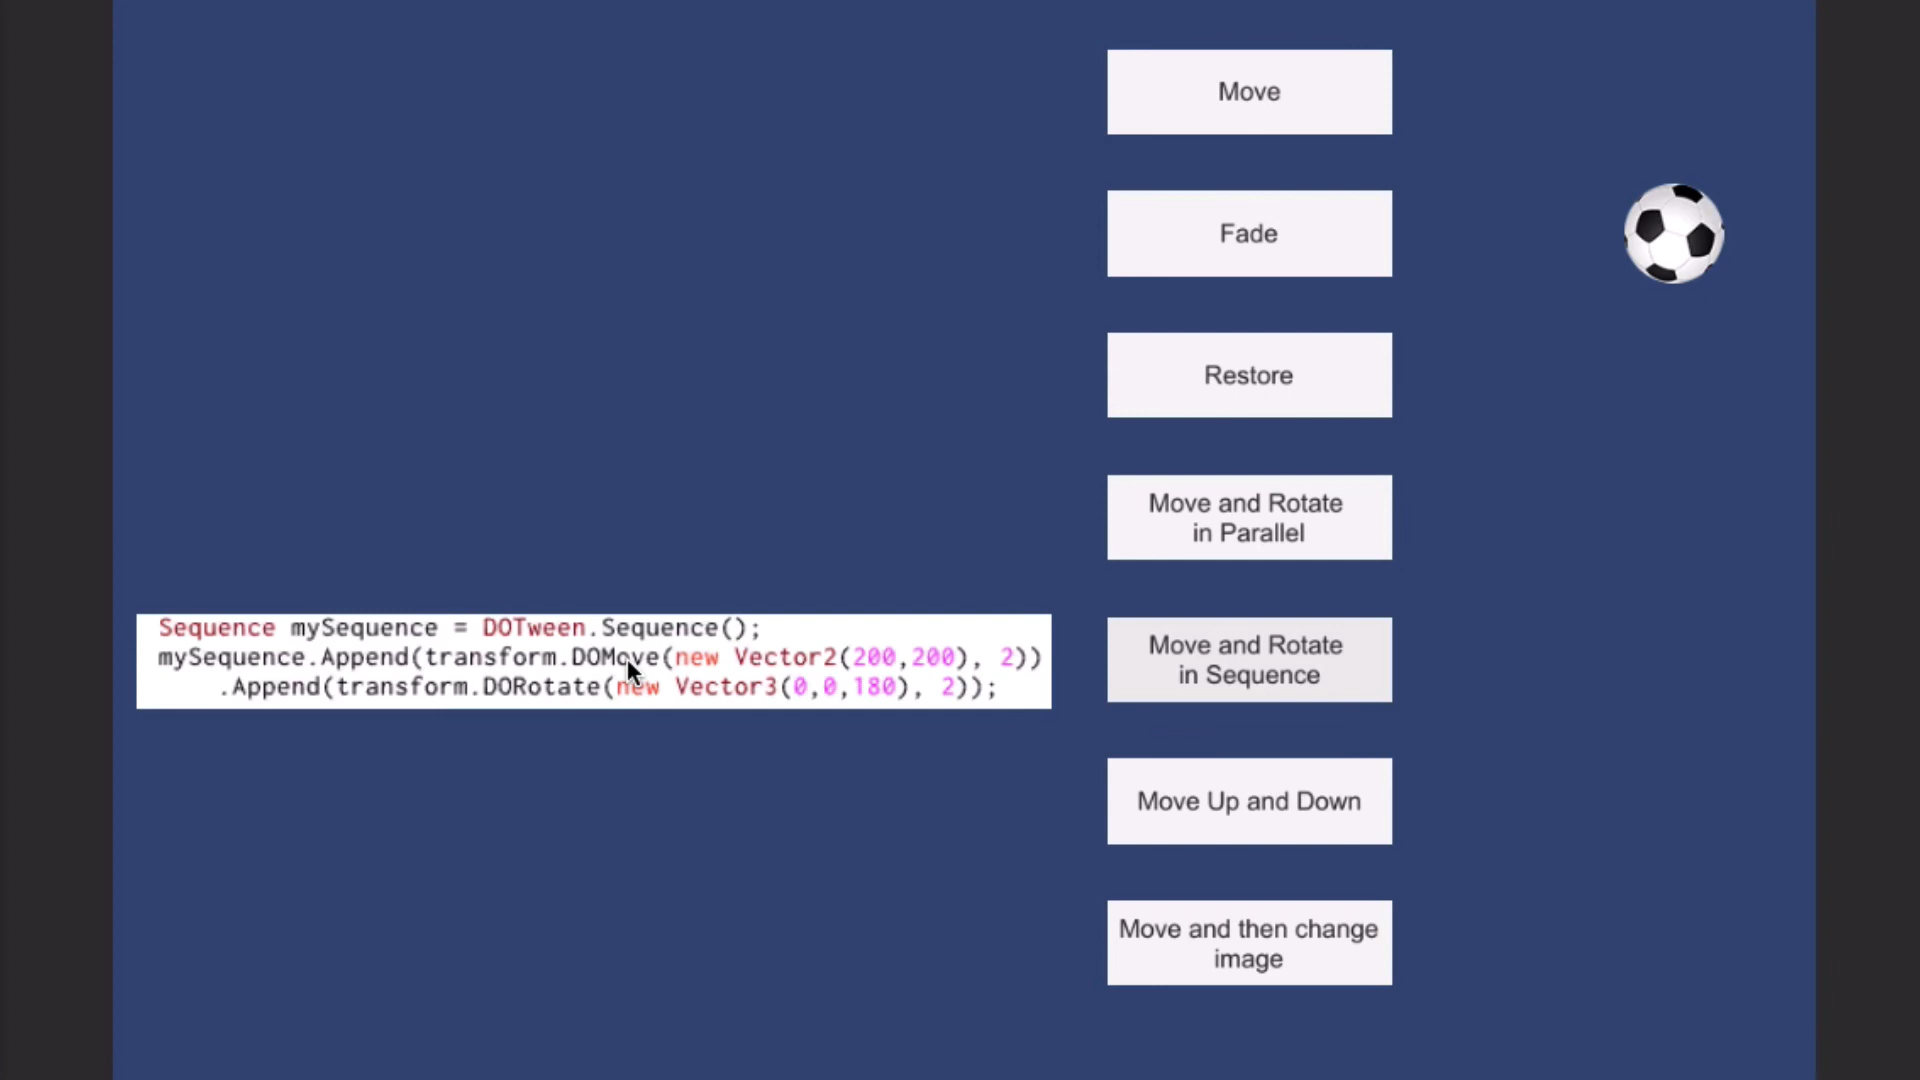 Move
Fade
Restore
Move and Rotate
in Parallel
Sequence mySequence = DOTween.Sequence();
mySequence.Append(transform.DOMove(new Vector2(200,200), 2))
.Append(transform.DORotate(new Vector3(0,0,180), 2));
Move and Rotate
in Sequence
Move Up and Down
Move and then change
image